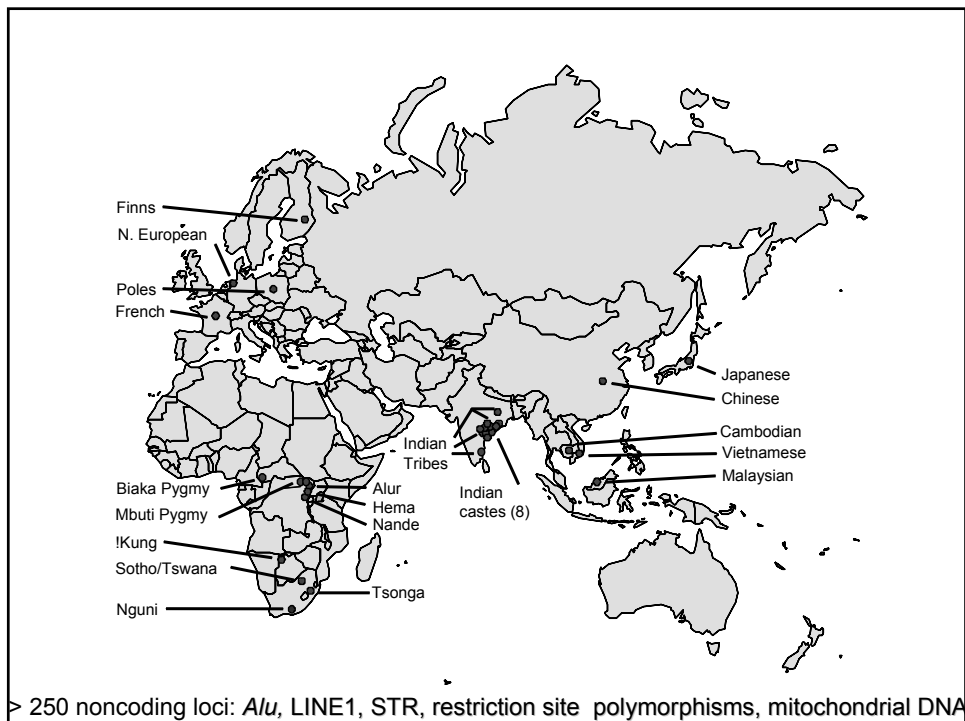 Finns
N. European
Poles
French
Japanese
Chinese
Cambodian
Vietnamese
Malaysian
Indian
Tribes
Indian
castes (8)
Biaka Pygmy
Mbuti Pygmy
Alur
Hema
Nande
!Kung
Sotho/Tswana
Tsonga
Nguni
> 250 noncoding loci: Alu, LINE1, STR, restriction site polymorphisms, mitochondrial DNA